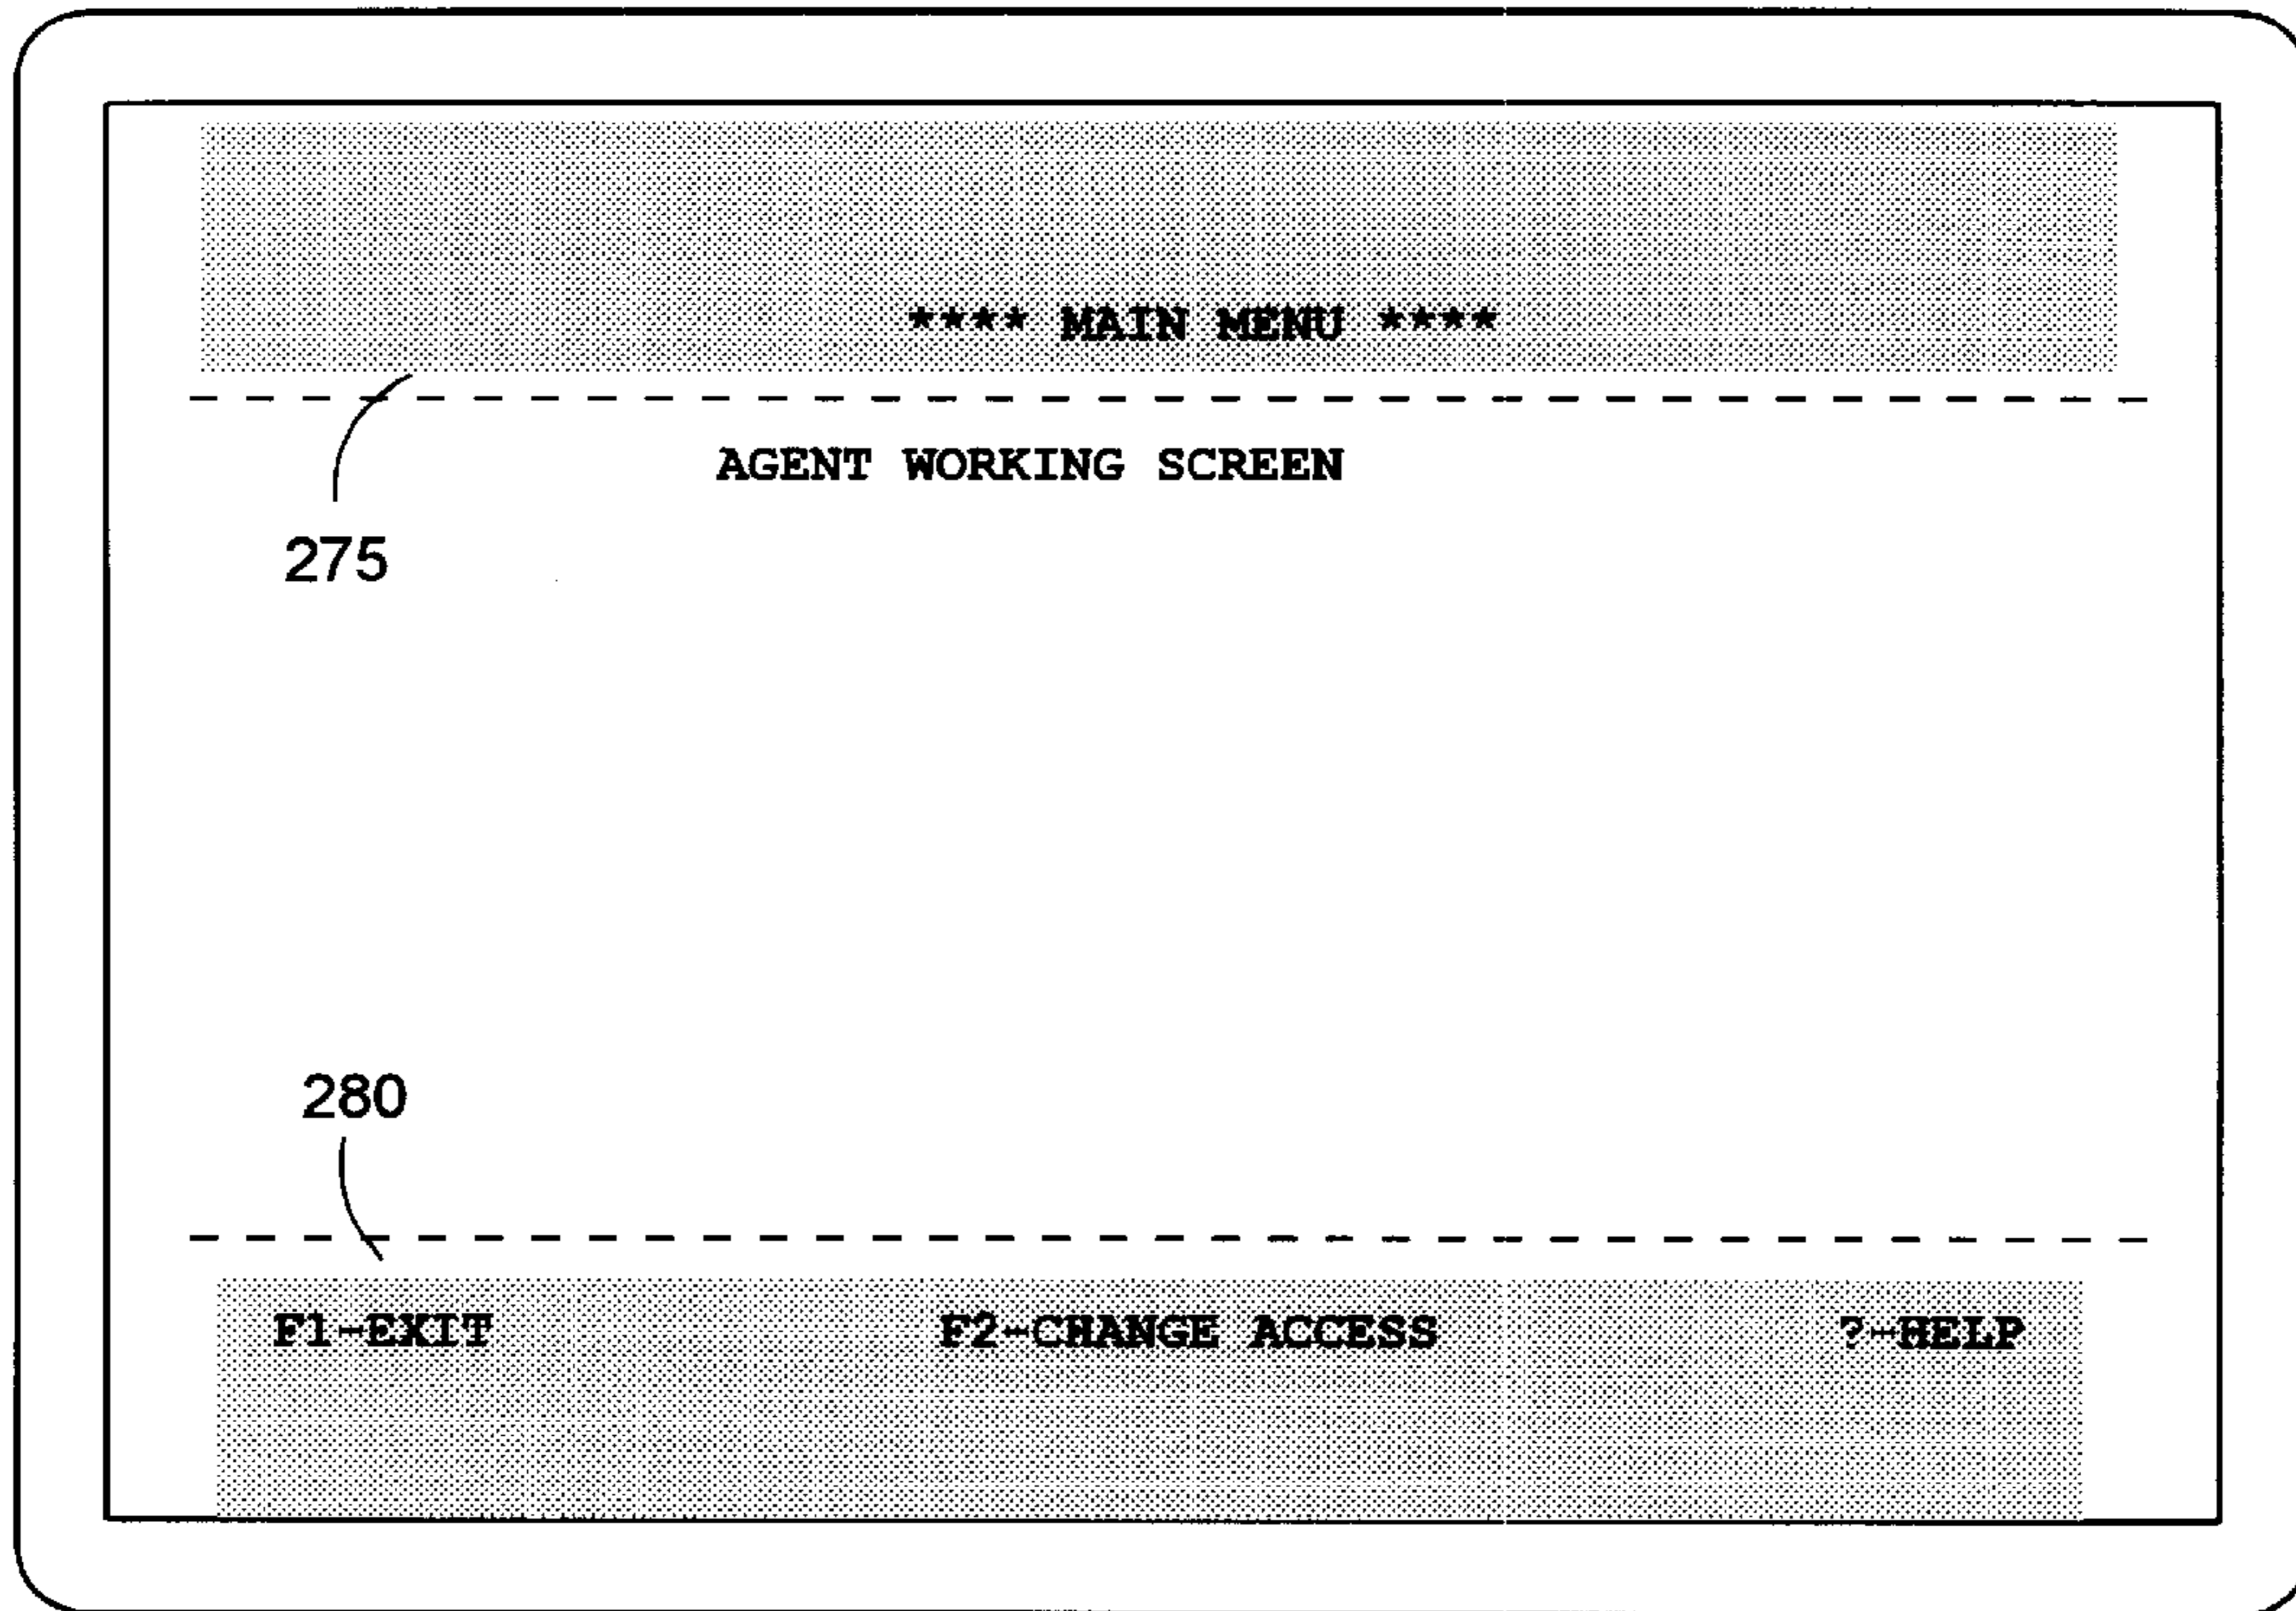 **** MAIN MENU ****
AGENT WORKING SCREEN
275
280
F1-EXIT F2-CHANGE ACCESS ?-HELP